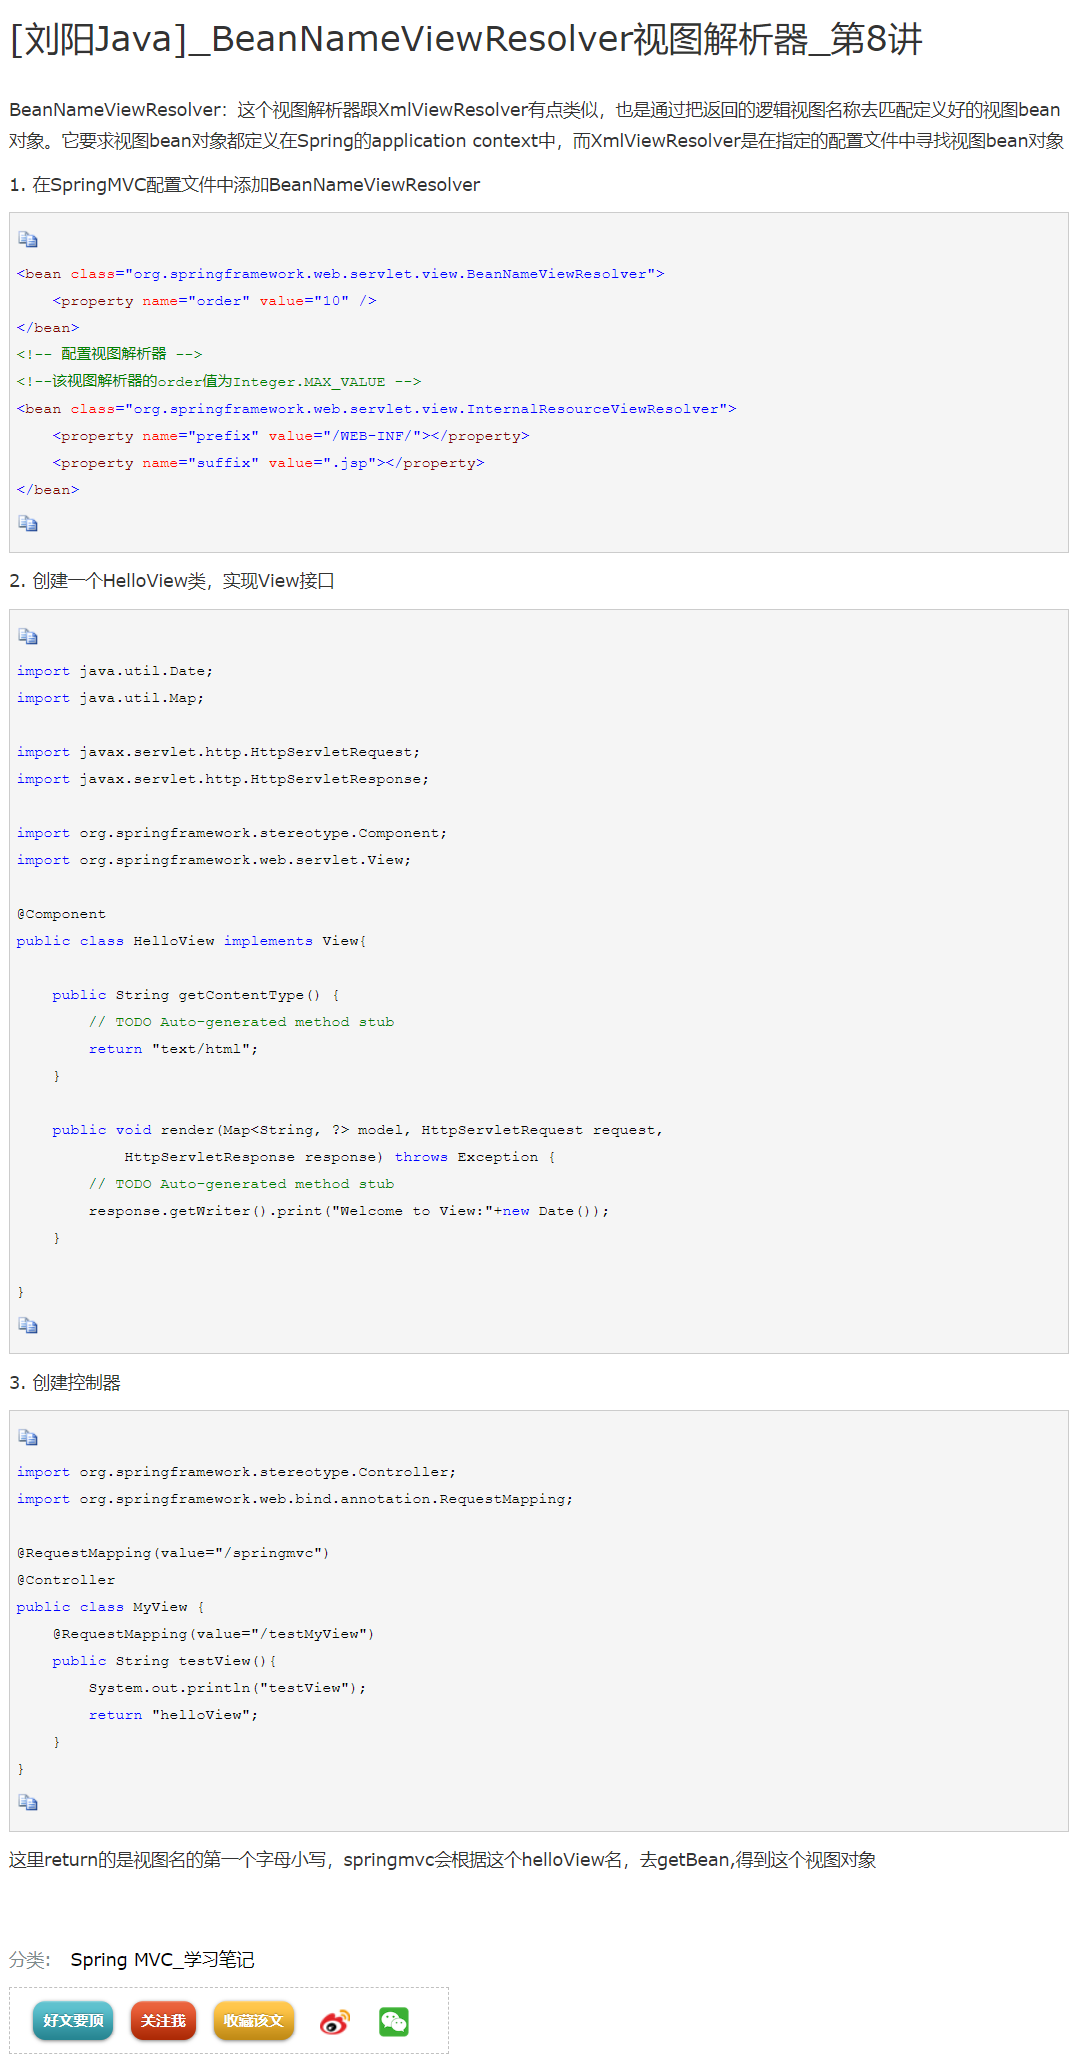 [刘阳Java]_BeanNameViewResolver视图解析器_第8讲
BeanNameViewResolver：这个视图解析器跟XmlViewResolver有点类似，也是通过把返回的逻辑视图名称去匹配定义好的视图bean
对象。它要求视图bean对象都定义在Spring的application context中，而XmlViewResolver是在指定的配置文件中寻找视图bean对象
1. 在SpringMVC配置文件中添加BeanNameViewResolver
<bean class="org.springframework.web.servlet.view.BeanNameViewResolver">
    <property name="order" value="10" />
</bean>
<!-- 配置视图解析器 -->
<!--该视图解析器的order值为Integer.MAX_VALUE -->
<bean class="org.springframework.web.servlet.view.InternalResourceViewResolver">
    <property name="prefix" value="/WEB-INF/"></property>
    <property name="suffix" value=".jsp"></property>
</bean>
2. 创建一个HelloView类，实现View接口
import java.util.Date;
import java.util.Map;
import javax.servlet.http.HttpServletRequest;
import javax.servlet.http.HttpServletResponse;
import org.springframework.stereotype.Component;
import org.springframework.web.servlet.View;
@Component
public class HelloView implements View{
    public String getContentType() {
        // TODO Auto-generated method stub
        return "text/html";
    }
    public void render(Map<String, ?> model, HttpServletRequest request,
            HttpServletResponse response) throws Exception {
        // TODO Auto-generated method stub
        response.getWriter().print("Welcome to View:"+new Date());
    }
}
3. 创建控制器
import org.springframework.stereotype.Controller;
import org.springframework.web.bind.annotation.RequestMapping;
@RequestMapping(value="/springmvc")
@Controller
public class MyView {
    @RequestMapping(value="/testMyView")
    public String testView(){
        System.out.println("testView");
        return "helloView";
    }
}
这里return的是视图名的第一个字母小写，springmvc会根据这个helloView名，去getBean,得到这个视图对象
分类: Spring MVC_学习笔记
好文要顶 关注我 收藏该文